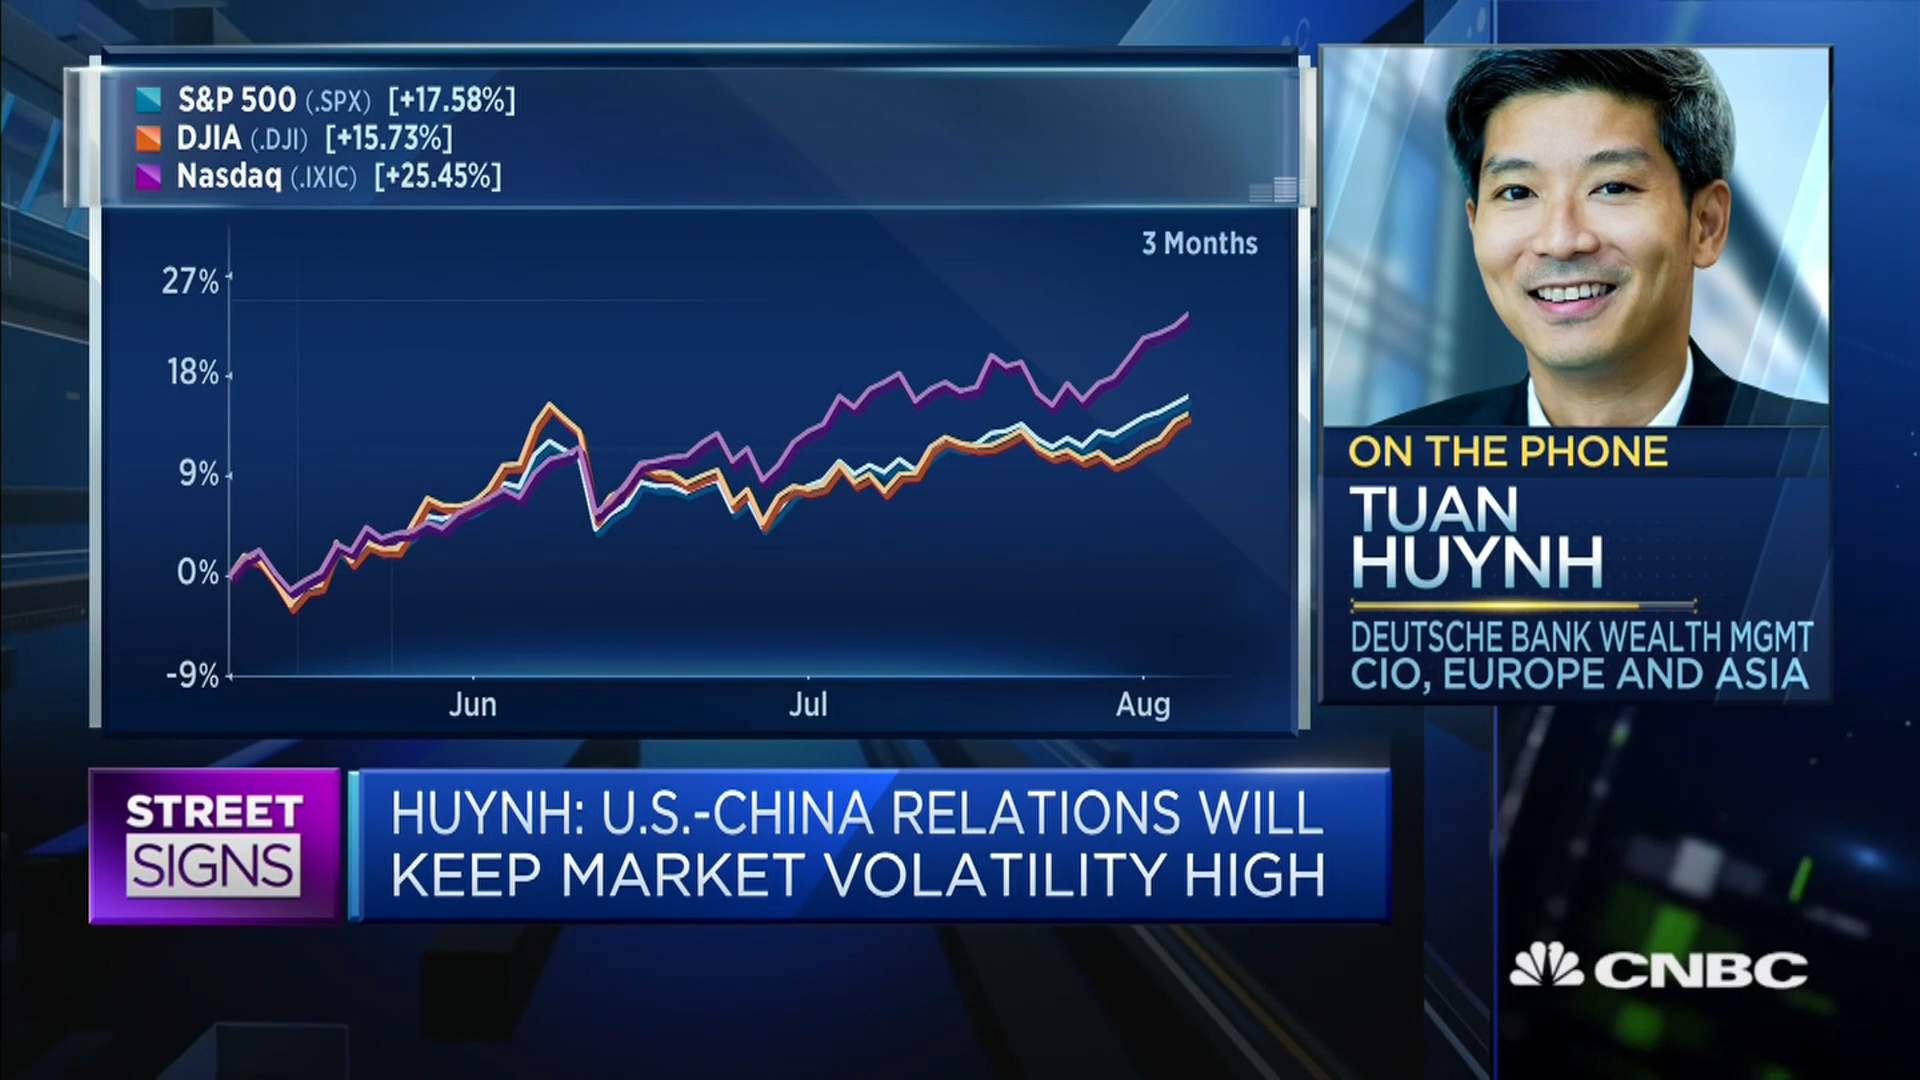 S&P 500 (.SPX) [+17.58%]
DJIA (.DJI) [+15.73%]
Nasdaq (.IXIC) [+25.45%]
3 Months
27%
18%
9%
0%
-9%
Jun Jul Aug
ON THE PHONE
TUAN
HUYNH
DEUTSCHE BANK WEALTH MGMT
CIO, EUROPE AND ASIA
STREET
SIGNS
HUYNH: U.S.-CHINA RELATIONS WILL
KEEP MARKET VOLATILITY HIGH
CNBC